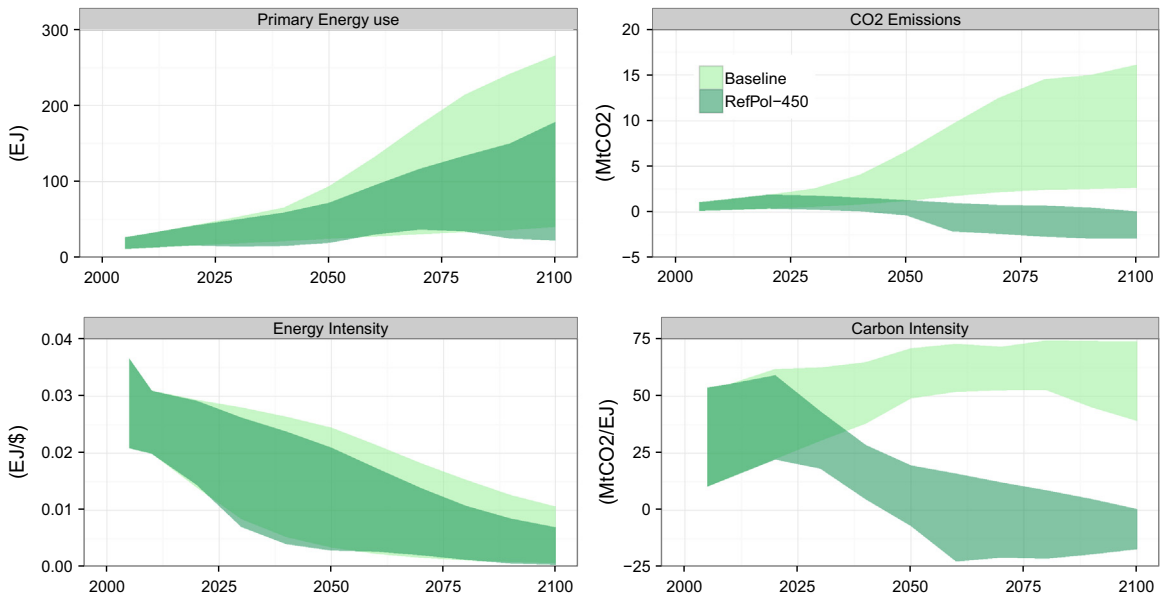 Primary Energy use
(EJ)
300
200
100
0
2000 2025 2050 2075 2100
CO2 Emissions
(MtCO2)
20
15
10
5
0
−5
Baseline
RefPol−450
2000 2025 2050 2075 2100
Energy Intensity
(EJ/$)
0.04
0.03
0.02
0.01
0.00
2000 2025 2050 2075 2100
Carbon Intensity
(MtCO2/EJ)
75
50
25
0
−25
2000 2025 2050 2075 2100